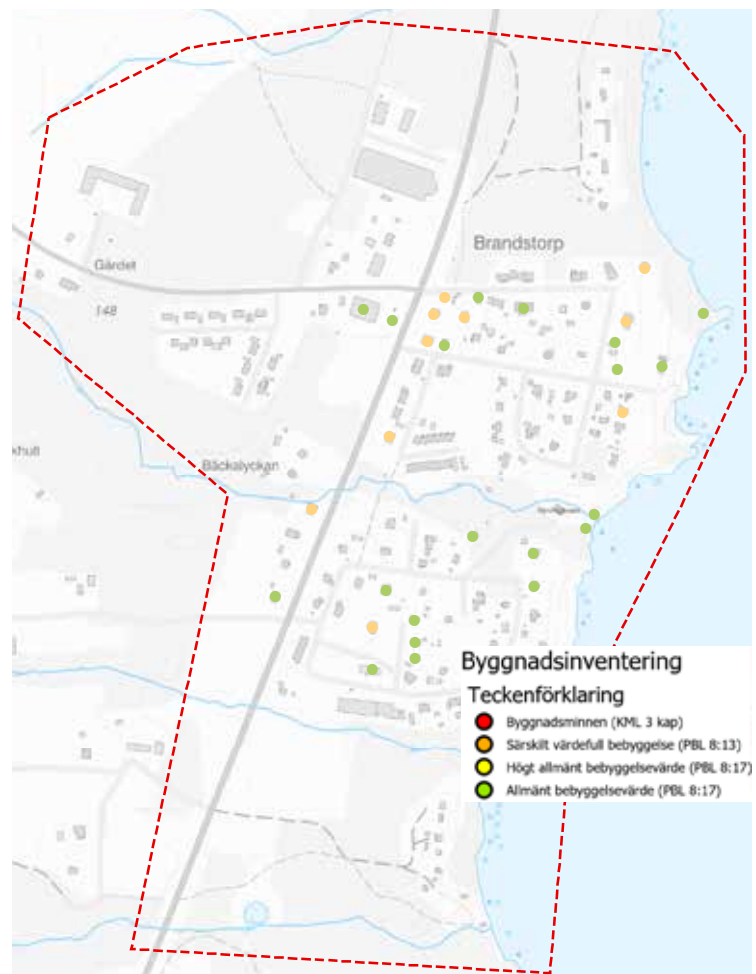 Brandstorp
Gärdet
148
khult
Bäckalyckan
Byggnadsinventering
Teckenförklaring
Byggnadsminnen (KML 3 kap)
Särskilt värdefull bebyggelse (PBL 8:13)
Högt allmänt bebyggelsevärde (PBL 8:17)
Allmänt bebyggelsevärde (PBL 8:17)